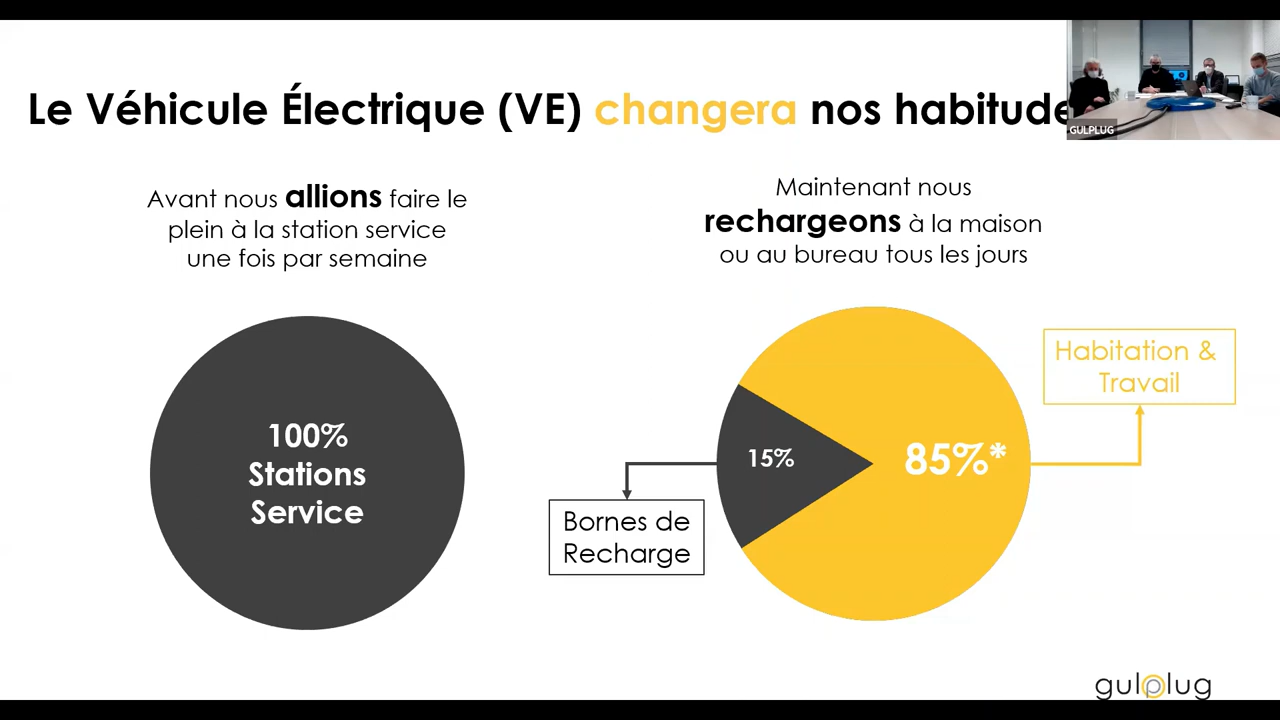 Le Véhicule Électrique (VE) changera nos habitude
GULPLUG
Avant nous allions faire le
plein à la station service
une fois par semaine
Maintenant nous
rechargeons à la maison
ou au bureau tous les jours
100%
Stations
Service
15%
85%*
Habitation &
Travail
Bornes de
Recharge
gulplug